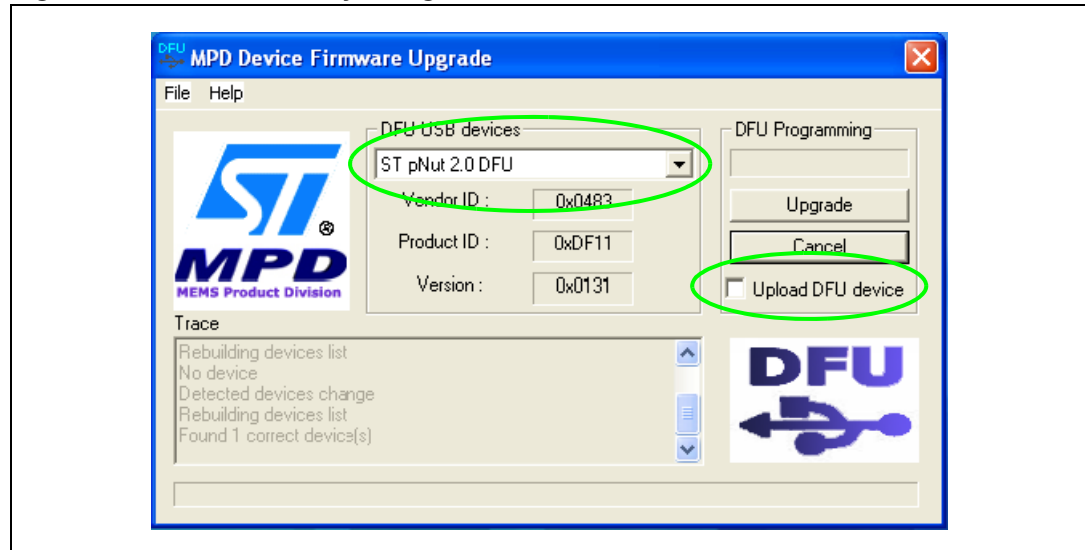 DFU
MPD Device Firmware Upgrade
File Help
DFU USB devices
ST pNut 2.0 DFU
Vendor ID :
0x0483
Product ID :
0xDF11
Version :
0x0131
DFU Programming
Upgrade
Cancel
Upload DFU device
ST
®
MPD
MEMS Product Division
Trace
Rebuilding devices list
No device
Detected devices change
Rebuilding devices list
Found 1 correct device(s)
DFU